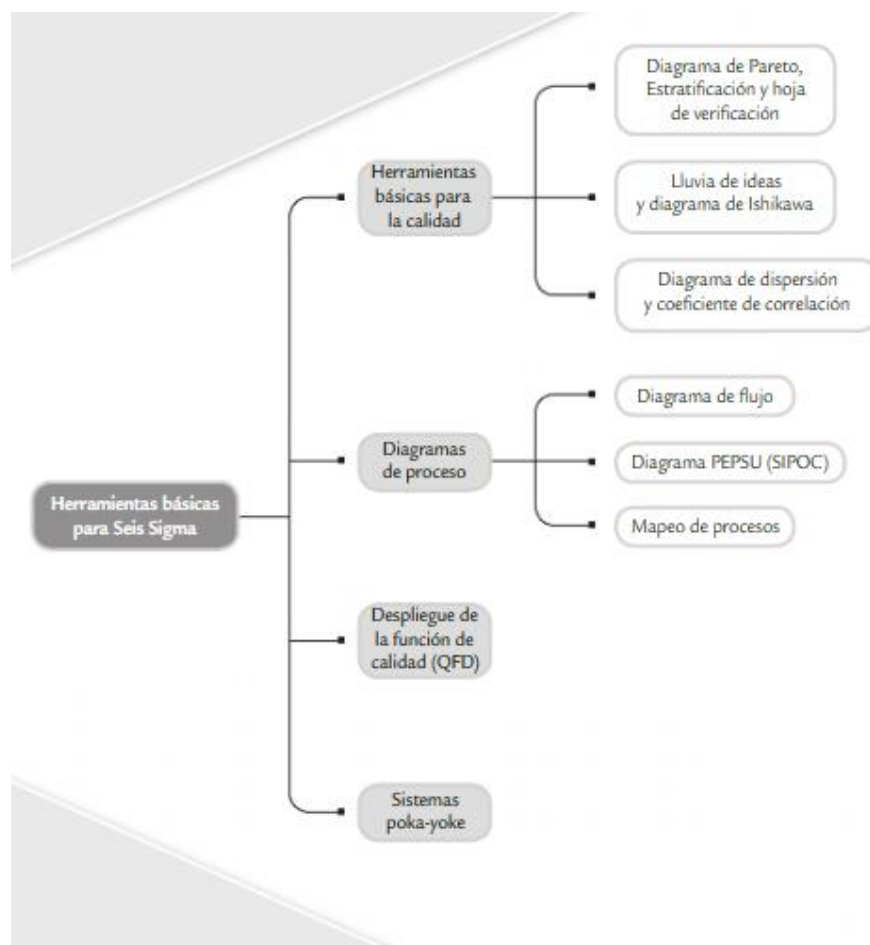 Diagrama de Pareto,
Estratificación y hoja
de verificación
Herramientas
básicas para
la calidad
Lluvia de ideas
y diagrama de Ishikawa
Diagrama de dispersión
y coeficiente de correlación
Diagrama de flujo
Diagramas
de proceso
Diagrama PEPSU (SIPOC)
Mapeo de procesos
Herramientas básicas
para Seis Sigma
Despliegue de
la función de
calidad (QFD)
Sistemas
poka-yoke